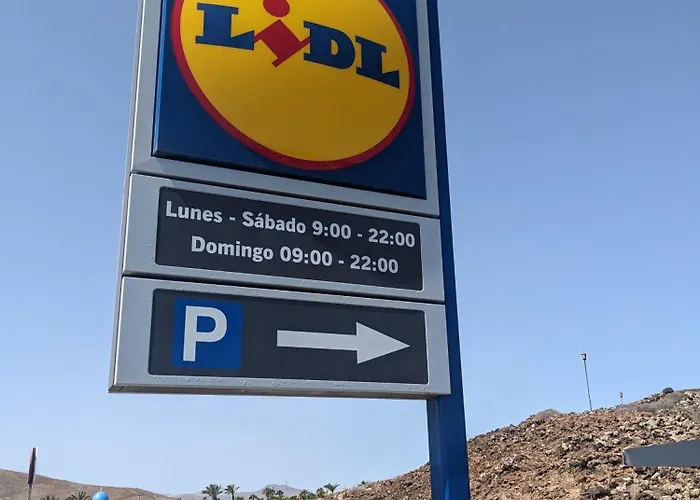 LIDL
Lunes - Sábado 9:00 - 22:00
Domingo 09:00 - 22:00
P